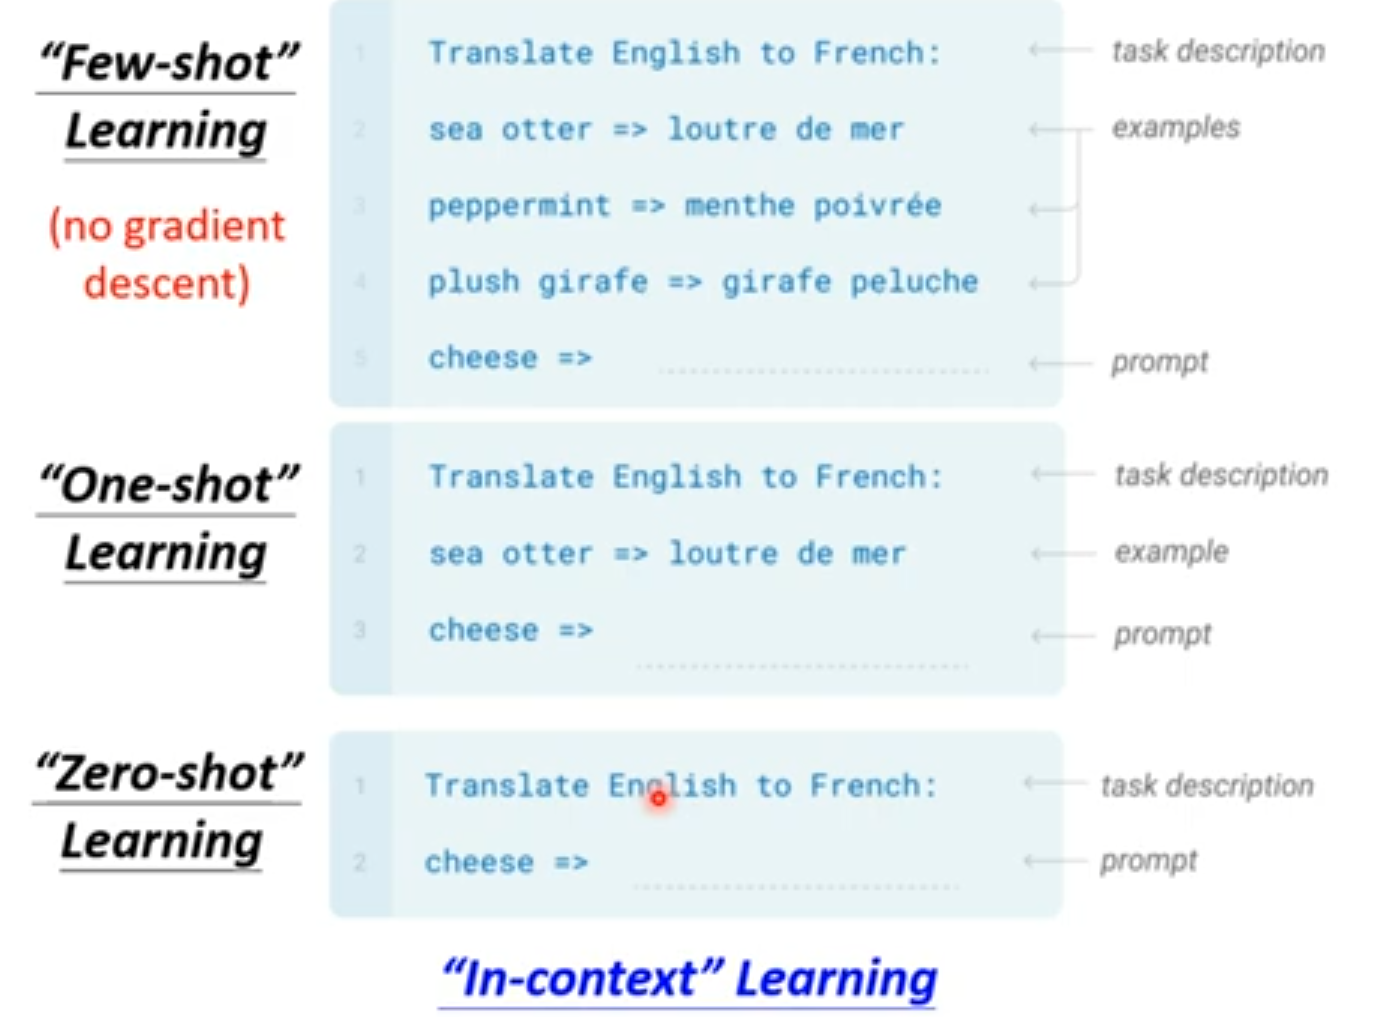 “Few-shot”
Learning
(no gradient
descent)
1 Translate English to French: task description
2 sea otter => loutre de mer examples
3 peppermint => menthe poivrée
4 plush girafe => girafe peluche
5 cheese => prompt
“One-shot”
Learning
1 Translate English to French: task description
2 sea otter => loutre de mer example
3 cheese => prompt
“Zero-shot”
Learning
1 Translate English to French: task description
2 cheese => prompt
“In-context” Learning